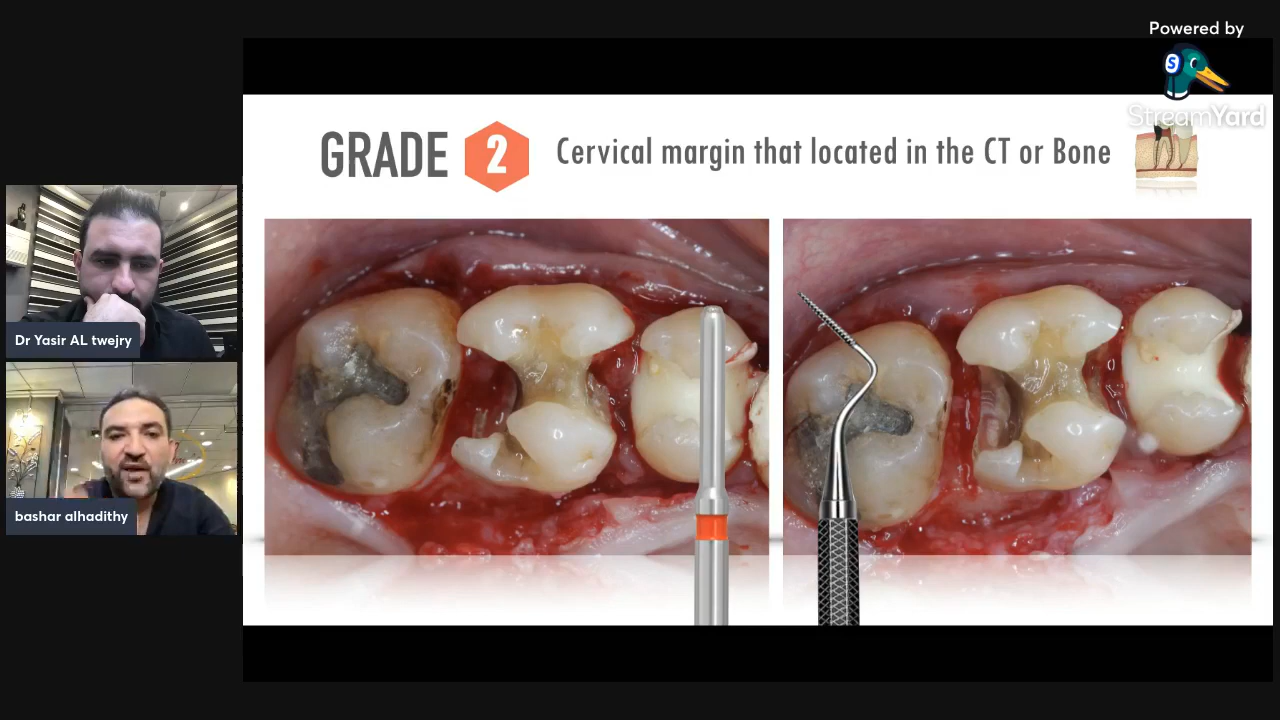 Powered by
StreamYard
GRADE 2 Cervical margin that located in the CT or Bone
Dr Yasir AL twejry
bashar alhadithy